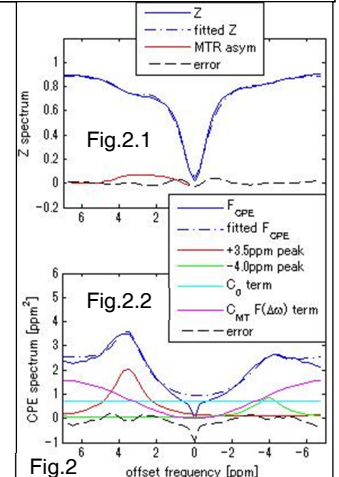 Z
fitted Z
MTR asym
error
1
0.8
0.6
0.4
0.2
0
-0.2
Z spectrum
Fig.2.1
6 4 2 0 -2 -4 -6
F_CPE
fitted F_CPE
+3.5ppm peak
-4.0ppm peak
C_0 term
C_MT F(Δω) term
error
6
5
4
3
2
1
0
-1
CPE spectrum [ppm²]
Fig.2.2
6 4 2 0 -2 -4 -6
offset frequency [ppm]
Fig.2